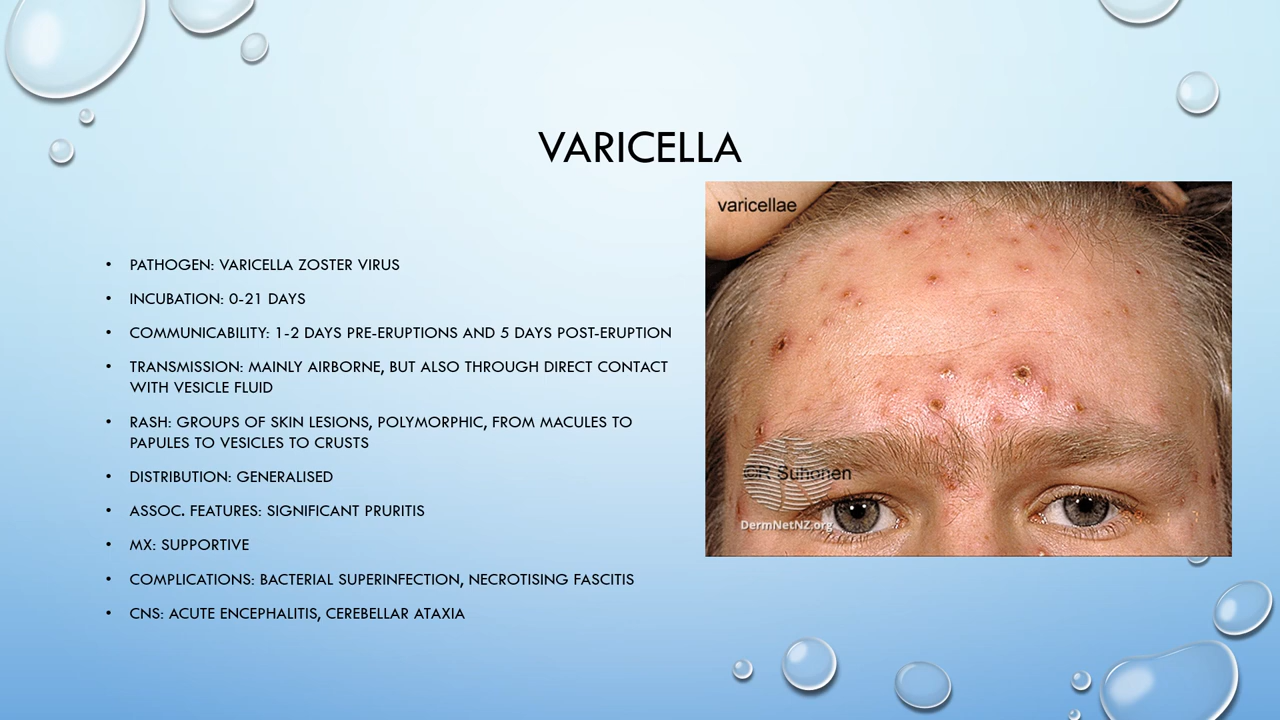 VARICELLA
varicellae
• PATHOGEN: VARICELLA ZOSTER VIRUS
• INCUBATION: 0-21 DAYS
• COMMUNICABILITY: 1-2 DAYS PRE-ERUPTIONS AND 5 DAYS POST-ERUPTION
• TRANSMISSION: MAINLY AIRBORNE, BUT ALSO THROUGH DIRECT CONTACT
WITH VESICLE FLUID
• RASH: GROUPS OF SKIN LESIONS, POLYMORPHIC, FROM MACULES TO
PAPULES TO VESICLES TO CRUSTS
• DISTRIBUTION: GENERALISED
• ASSOC. FEATURES: SIGNIFICANT PRURITIS
• MX: SUPPORTIVE
• COMPLICATIONS: BACTERIAL SUPERINFECTION, NECROTISING FASCITIS
• CNS: ACUTE ENCEPHALITIS, CEREBELLAR ATAXIA
©R Suhonen
DermNetNZ.org